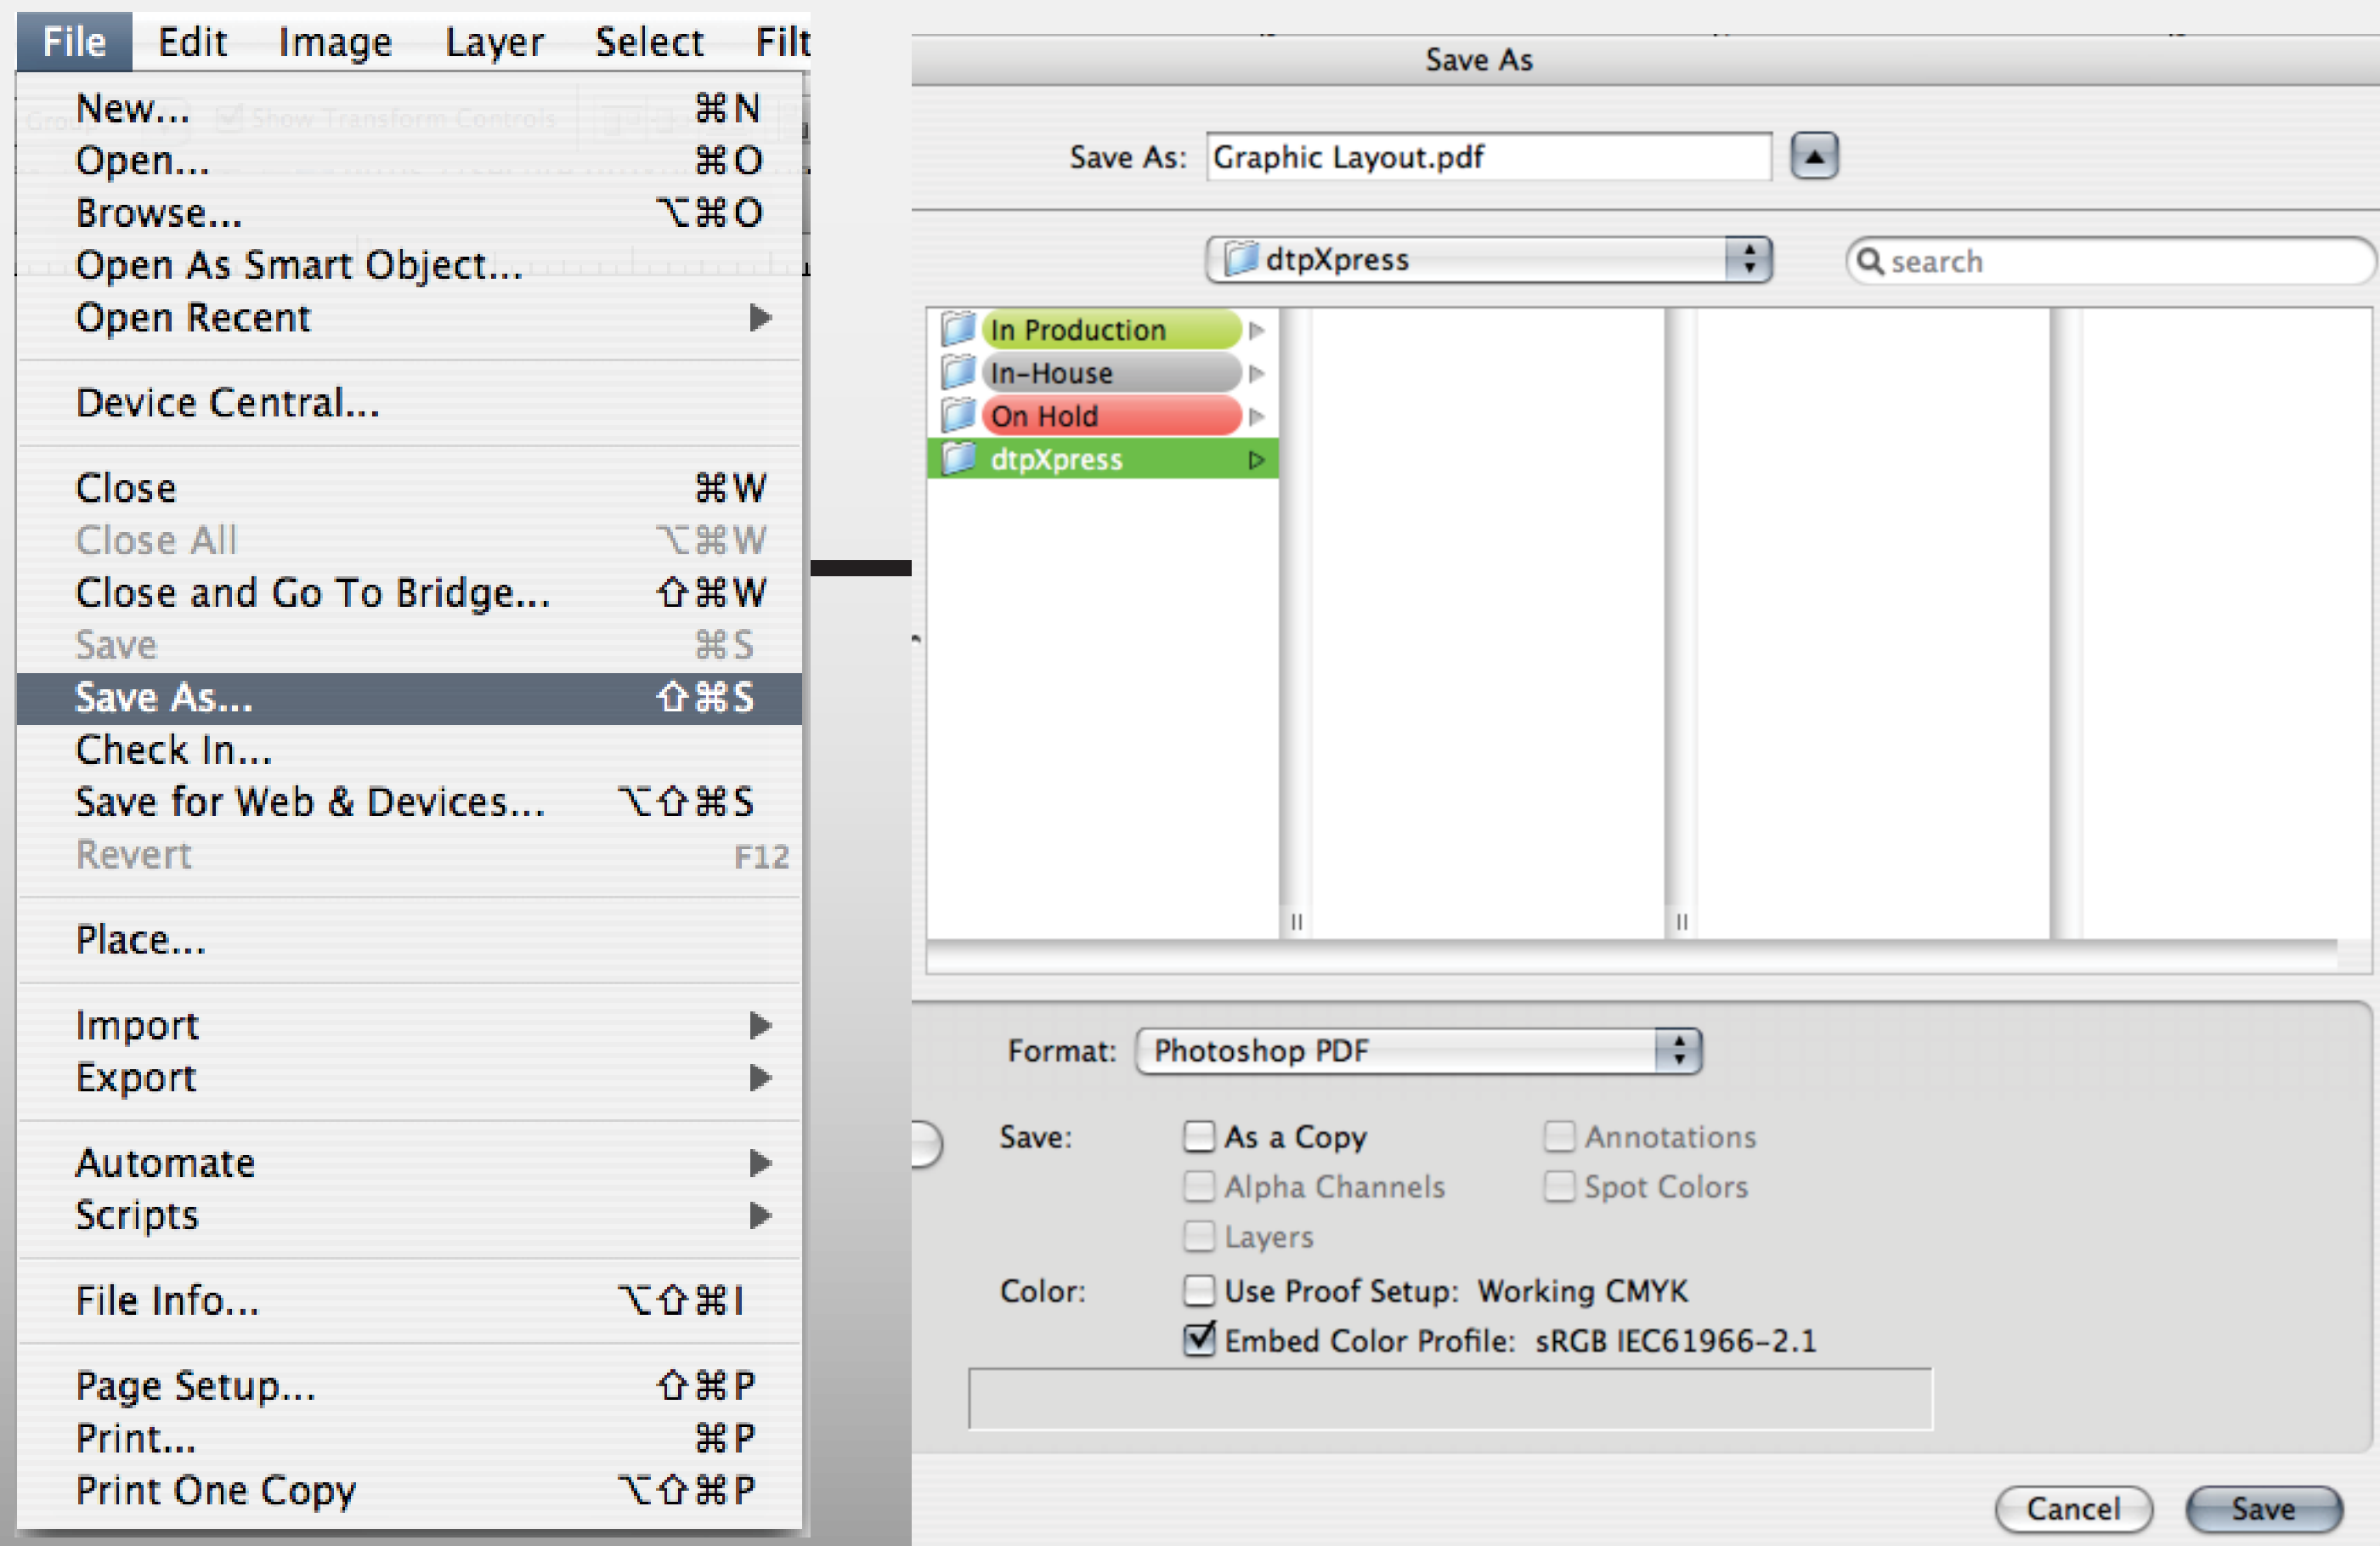 File Edit Image Layer Select Filt
New... ⌘N
Group Show Transform Controls
Open... ⌘O
Browse... ⌥⌘O
Open As Smart Object...
Open Recent
Device Central...
Close ⌘W
Close All ⌥⌘W
Close and Go To Bridge... ⇧⌘W
Save ⌘S
Save As... ⇧⌘S
Check In...
Save for Web & Devices... ⌥⇧⌘S
Revert F12
Place...
Import
Export
Automate
Scripts
File Info... ⌥⇧⌘I
Page Setup... ⇧⌘P
Print... ⌘P
Print One Copy ⌥⇧⌘P
Save As
Save As: Graphic Layout.pdf
dtpXpress search
In Production
In-House
On Hold
dtpXpress
Format: Photoshop PDF
Save: As a Copy Annotations
Alpha Channels Spot Colors
Layers
Color: Use Proof Setup: Working CMYK
Embed Color Profile: sRGB IEC61966-2.1
Cancel Save